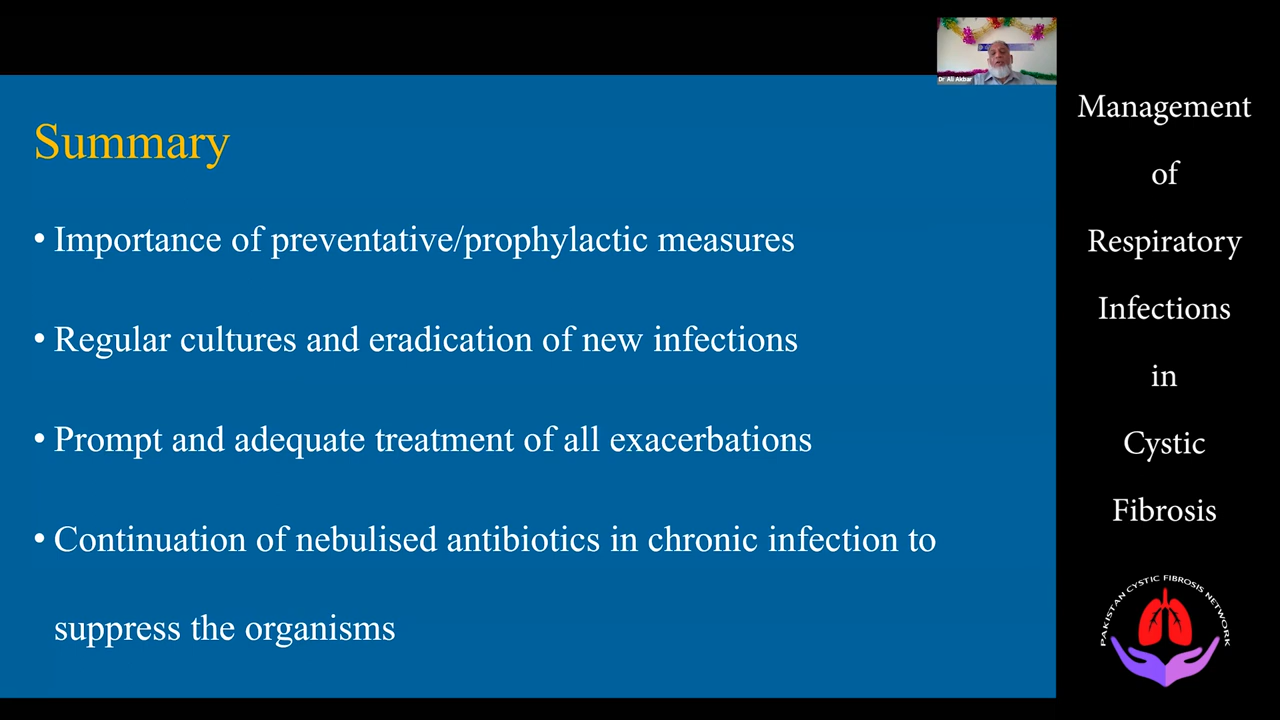 Dr Ali Akbar
Summary
• Importance of preventative/prophylactic measures
• Regular cultures and eradication of new infections
• Prompt and adequate treatment of all exacerbations
• Continuation of nebulised antibiotics in chronic infection to
suppress the organisms
Management
of
Respiratory
Infections
in
Cystic
Fibrosis
PAKISTAN CYSTIC FIBROSIS NETWORK